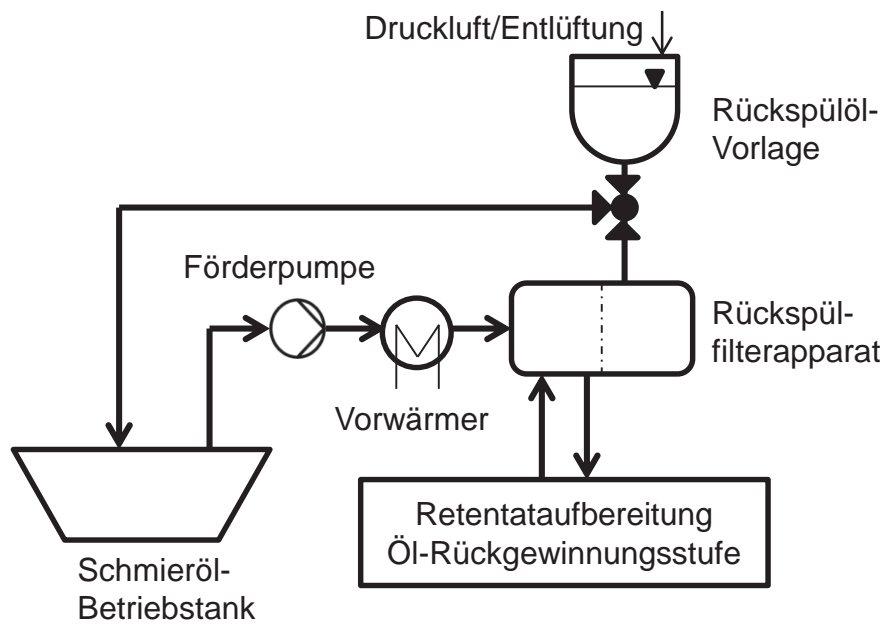 Druckluft/Entlüftung
Rückspülöl-
Vorlage
Förderpumpe
Rückspül-
filterapparat
Vorwärmer
Retentataufbereitung
Öl-Rückgewinnungsstufe
Schmieröl-
Betriebstank